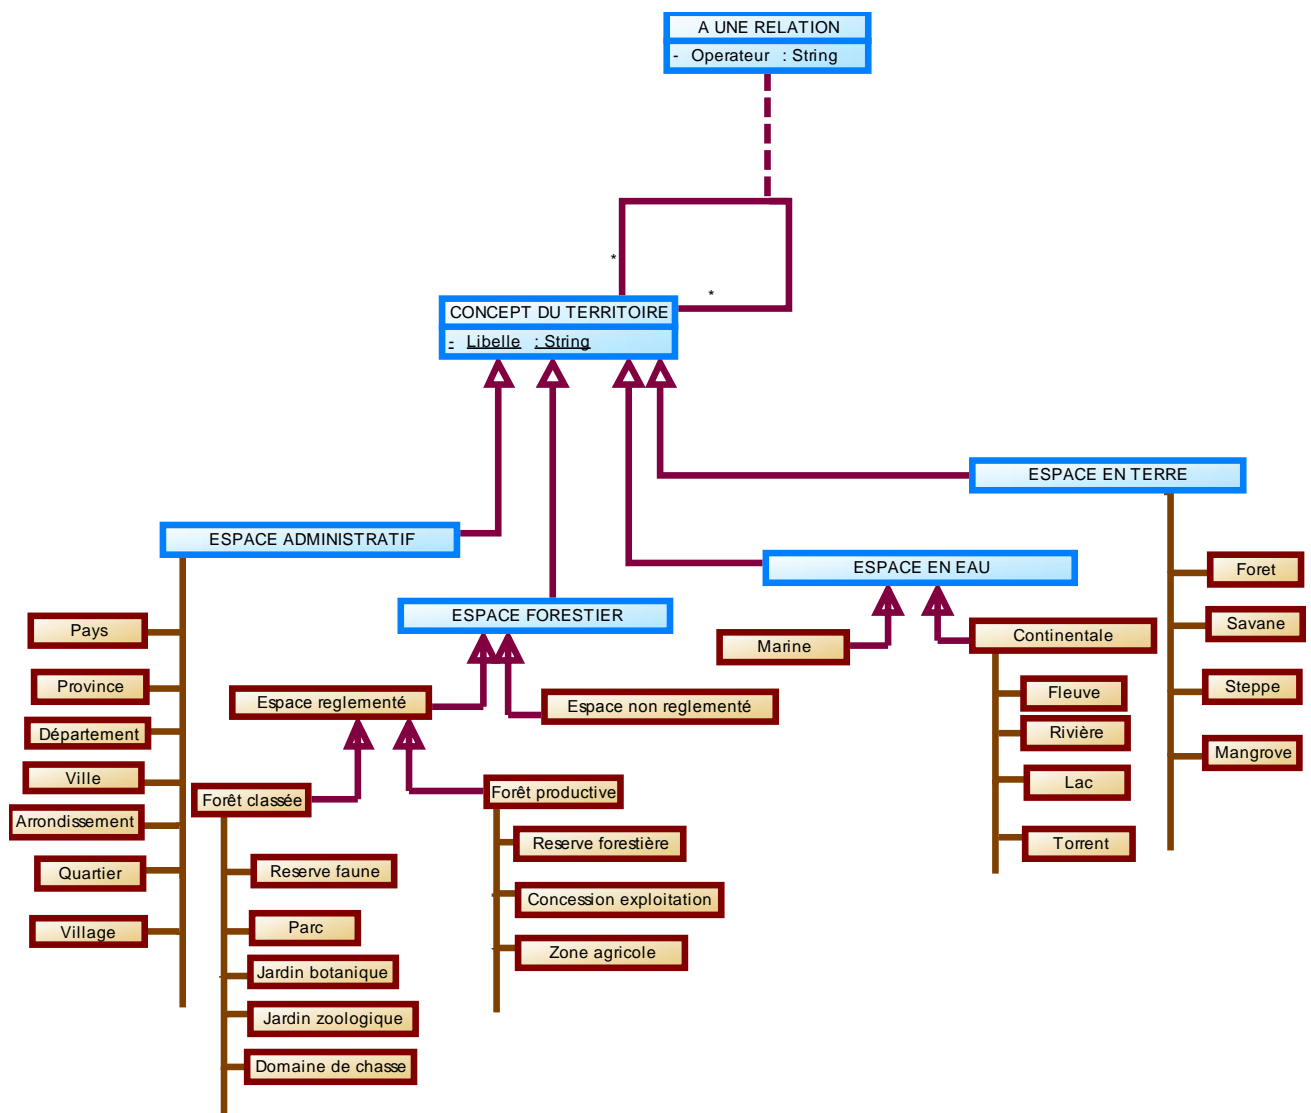 A UNE RELATION
- Operateur : String
*
*
CONCEPT DU TERRITOIRE
- Libelle : String
ESPACE EN TERRE
ESPACE ADMINISTRATIF
ESPACE EN EAU
ESPACE FORESTIER
Foret
Savane
Steppe
Mangrove
Marine
Continentale
Fleuve
Rivière
Lac
Torrent
Pays
Province
Département
Ville
Arrondissement
Quartier
Village
Espace reglementé
Espace non reglementé
Forêt classée
Forêt productive
Reserve faune
Parc
Jardin botanique
Jardin zoologique
Domaine de chasse
Reserve forestière
Concession exploitation
Zone agricole